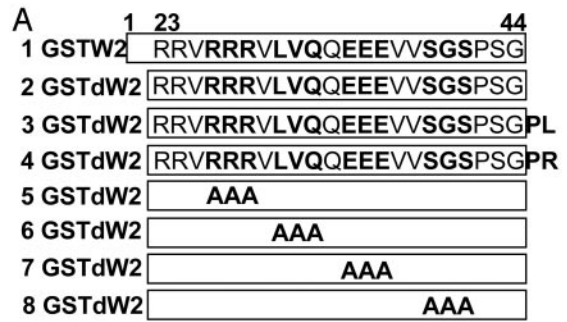 A
1 23 44
1 GSTW2 RRVRRRVLVQQEEEVVSGSPSG
2 GSTdW2 RRVRRRVLVQQEEEVVSGSPSG
3 GSTdW2 RRVRRRVLVQQEEEVVSGSPSGPL
4 GSTdW2 RRVRRRVLVQQEEEVVSGSPSGPR
5 GSTdW2 AAA
6 GSTdW2 AAA
7 GSTdW2 AAA
8 GSTdW2 AAA